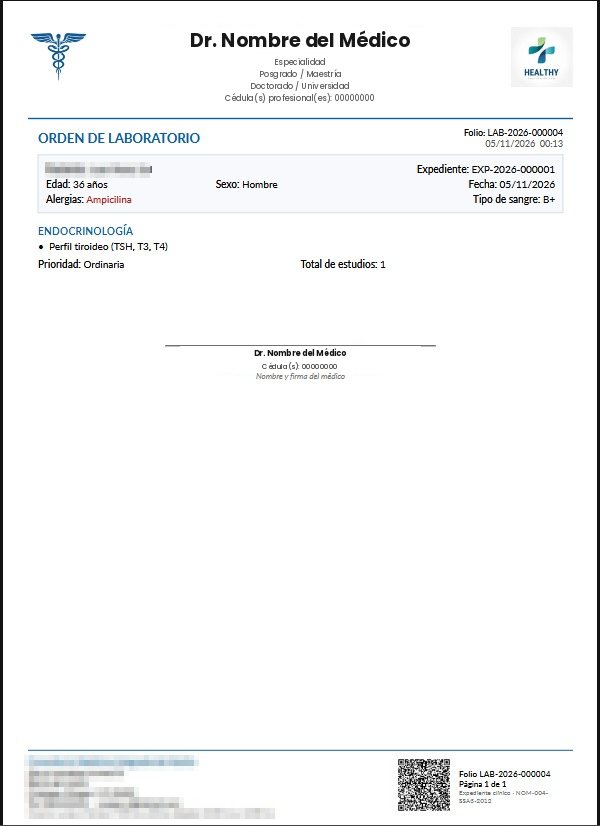 Dr. Nombre del Médico
Especialidad
Posgrado / Maestría
Doctorado / Universidad
Cédula(s) profesional(es): 00000000
HEALTHY
ORDEN DE LABORATORIO
Folio: LAB-2026-000004
05/11/2026 00:13
Expediente: EXP-2026-000001
Edad: 36 años Sexo: Hombre Fecha: 05/11/2026
Alergias: Ampicilina Tipo de sangre: B+
ENDOCRINOLOGÍA
• Perfil tiroideo (TSH, T3, T4)
Prioridad: Ordinaria Total de estudios: 1
Dr. Nombre del Médico
Cédula(s): 00000000
Nombre y firma del médico
Folio LAB-2026-000004
Página 1 de 1
Expediente clínico · NOM-004-
SSA3-2012